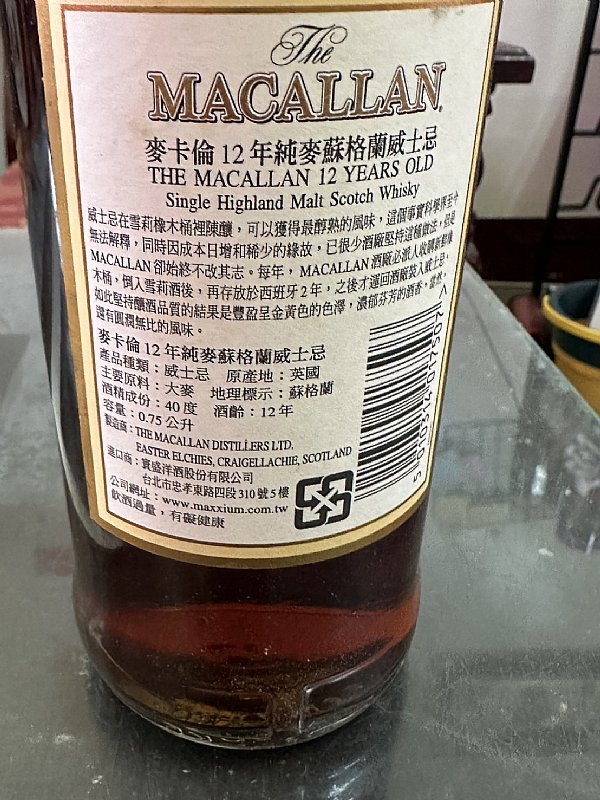 The
MACALLAN
麥卡倫 12 年純麥蘇格蘭威士忌
THE MACALLAN 12 YEARS OLD
Single Highland Malt Scotch Whisky
威士忌在雪莉橡木桶裡陳釀，可以獲得最醇熟的風味，這個事實科學界至今
無法解釋，同時因成本日增和稀少的緣故，已很少酒廠堅持這種做法，但是
MACALLAN 卻始終不改其志。每年，MACALLAN 酒廠必派人收購新橡
木桶，倒入雪莉酒後，再存放於西班牙 2 年，之後才運回酒廠裝入威士忌。當然，
如此堅持釀酒品質的結果是豐盈呈金黃色的色澤，濃郁芬芳的酒香，
還有圓潤無比的風味。
麥卡倫 12 年純麥蘇格蘭威士忌
產品種類：威士忌 原產地：英國
主要原料：大麥 地理標示：蘇格蘭
酒精成份：40 度 酒齡：12 年
容量：0.75 公升
製造商：THE MACALLAN DISTILLERS LTD.
EASTER ELCHIES, CRAIGELLACHIE, SCOTLAND
進口商：寰盛洋酒股份有限公司
台北市忠孝東路四段 310 號 5 樓
公司網址：www.maxxium.com.tw
飲酒過量，有礙健康